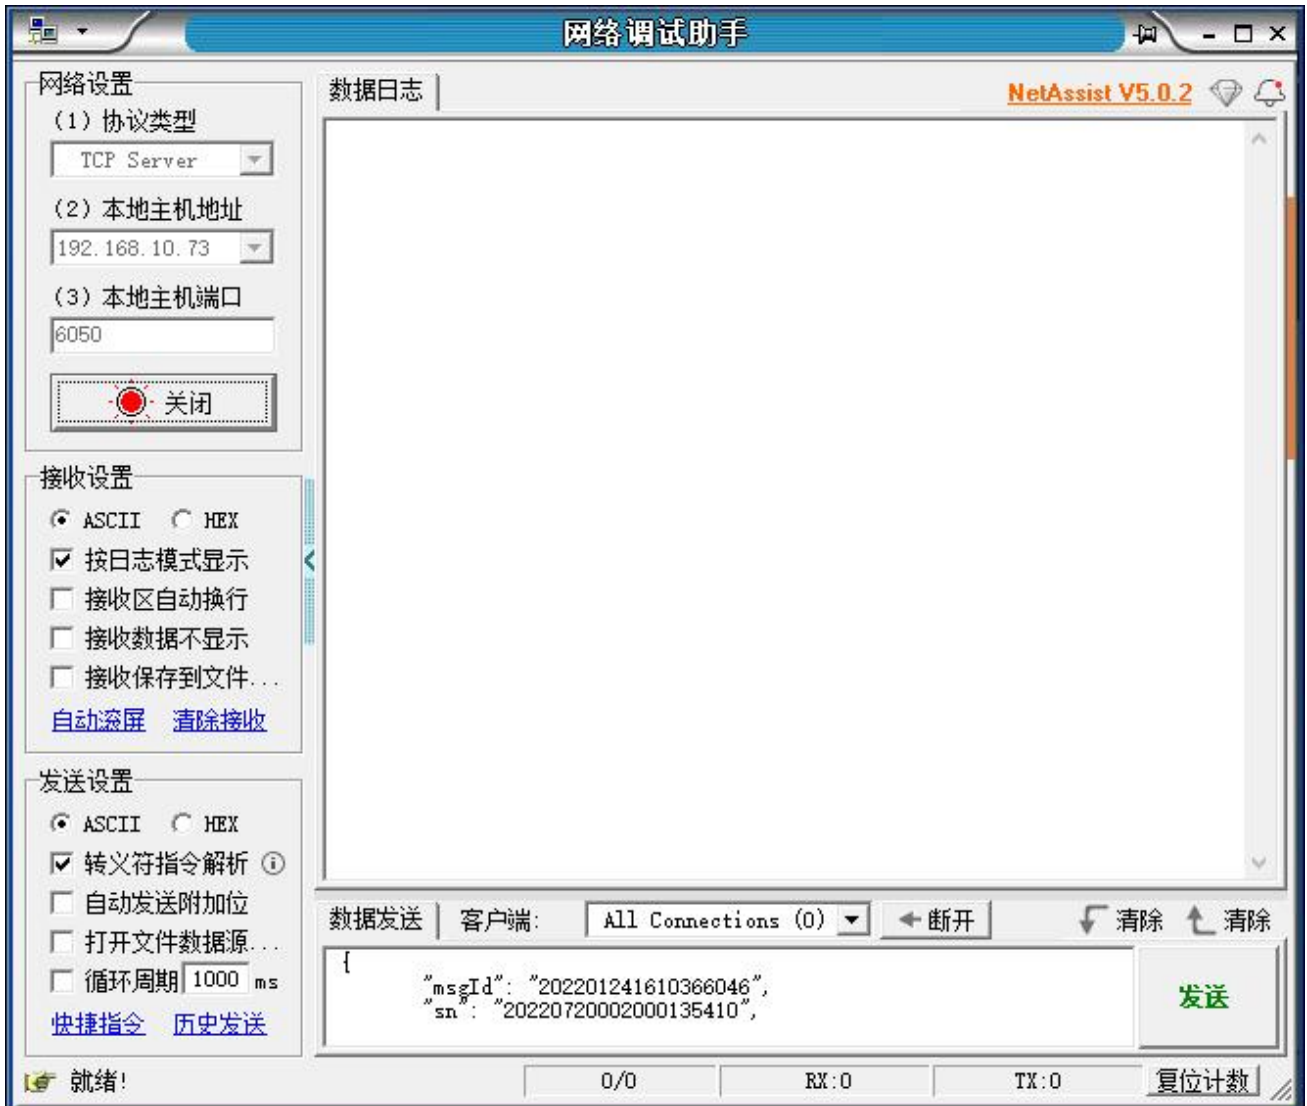 网络调试助手
网络设置
(1) 协议类型
TCP Server
(2) 本地主机地址
192.168.10.73
(3) 本地主机端口
6050
关闭
接收设置
ASCII HEX
按日志模式显示
接收区自动换行
接收数据不显示
接收保存到文件...
自动滚屏 清除接收
发送设置
ASCII HEX
转义符指令解析
自动发送附加位
打开文件数据源...
循环周期 1000 ms
快捷指令 历史发送
数据日志
NetAssist V5.0.2
数据发送 客户端: All Connections (0) 断开 清除 清除
{
"msgId": "202201241610366046",
"sn": "20220720002000135410",
发送
就绪! 0/0 RX:0 TX:0 复位计数